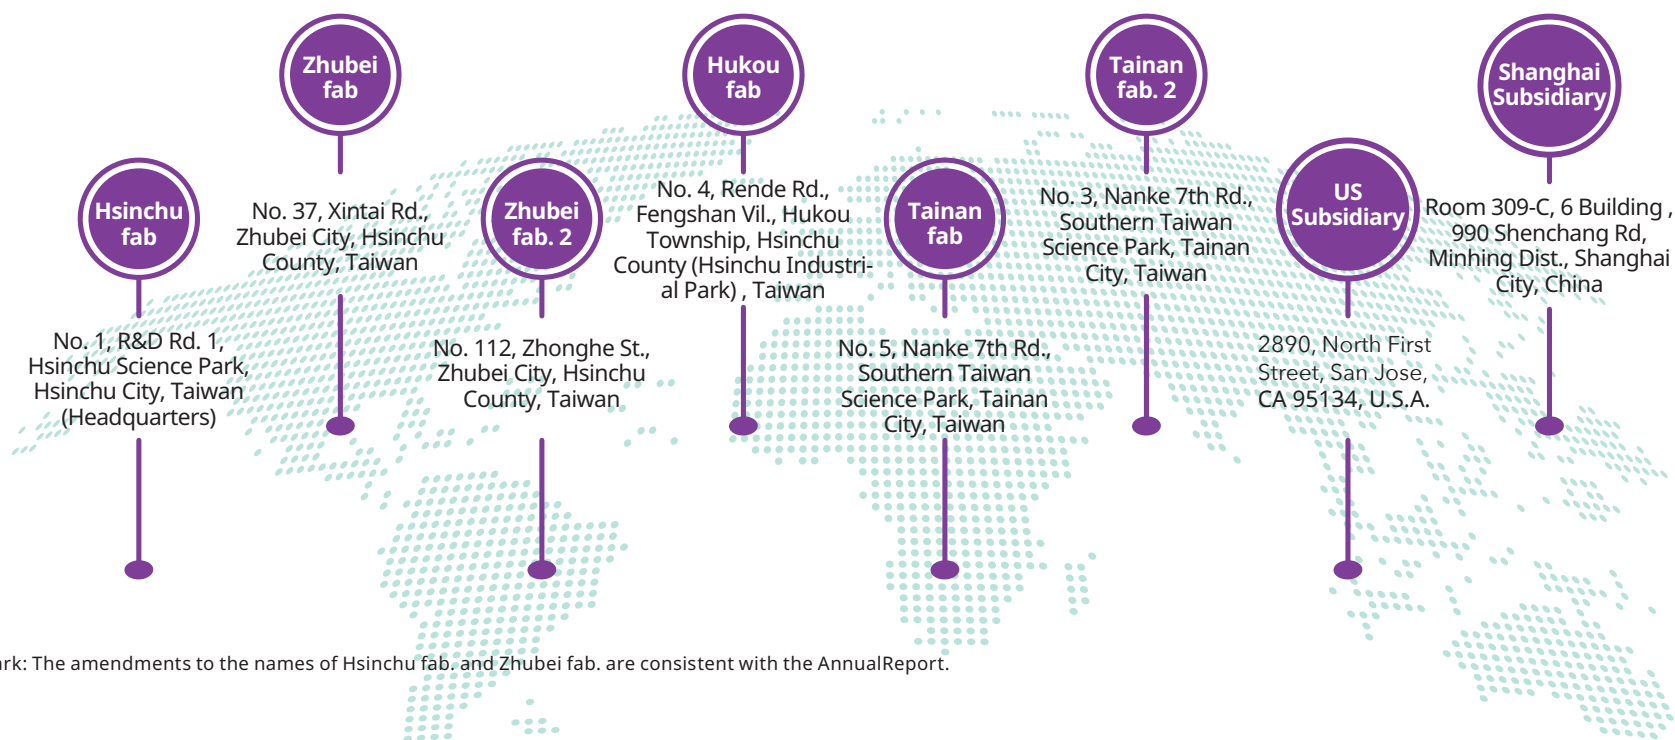 Zhubei
fab
Hukou
fab
Tainan
fab. 2
Shanghai
Subsidiary
Hsinchu
fab
No. 37, Xintai Rd.,
Zhubei City, Hsinchu
County, Taiwan
Zhubei
fab. 2
No. 4, Rende Rd.,
Fengshan Vil., Hukou
Township, Hsinchu
County (Hsinchu Industri-
al Park) , Taiwan
Tainan
fab
No. 3, Nanke 7th Rd.,
Southern Taiwan
Science Park, Tainan
City, Taiwan
US
Subsidiary
Room 309-C, 6 Building ,
990 Shenchang Rd,
Minhing Dist., Shanghai
City, China
No. 1, R&D Rd. 1,
Hsinchu Science Park,
Hsinchu City, Taiwan
(Headquarters)
No. 112, Zhonghe St.,
Zhubei City, Hsinchu
County, Taiwan
No. 5, Nanke 7th Rd.,
Southern Taiwan
Science Park, Tainan
City, Taiwan
2890, North First
Street, San Jose,
CA 95134, U.S.A.
ark: The amendments to the names of Hsinchu fab. and Zhubei fab. are consistent with the AnnualReport.